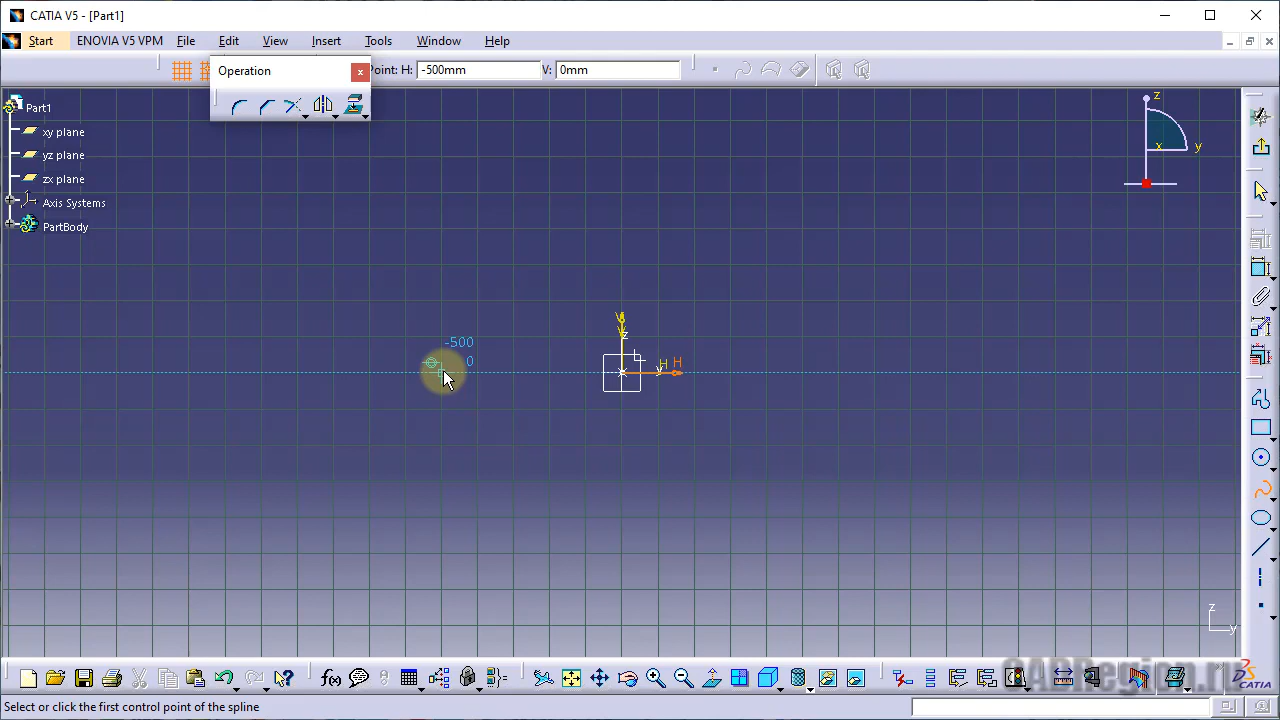 CATIA V5 - [Part1]
Start ENOVIA V5 VPM File Edit View Insert Tools Window Help
Operation
Point: H: -500mm V: 0mm
Part1
xy plane
yz plane
zx plane
Axis Systems
PartBody
z
x y
-500
0
V
z
H
y H
z
y
f(x)
CADRegion.ru
CATIA
Select or click the first control point of the spline